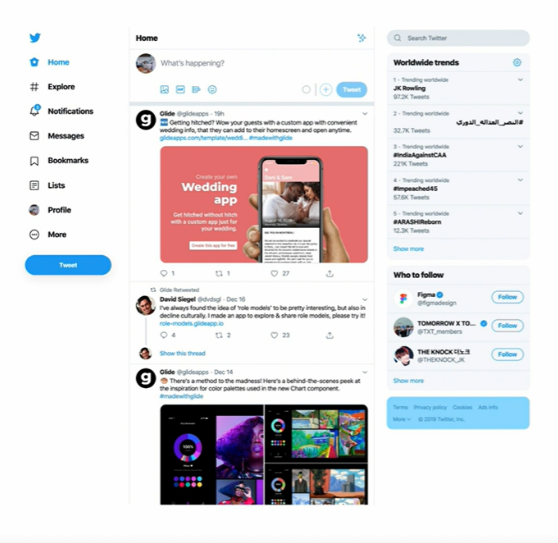 Home
Explore
Notifications
Messages
Bookmarks
Lists
Profile
More
Tweet
Home
What's happening?
GIF
Tweet
Glide @glideapps · 19h
Getting hitched? Wow your guests with a custom app with convenient
wedding info, that they can add to their homescreen and open anytime.
#madewithglide
Create your own
Wedding
app
Get hitched without hitch
with a custom app just for
your wedding.
Create this app for free
1
1
27
Glide Retweeted
David Siegel @dvdsgl · Dec 16
I've always found the idea of 'role models' to be pretty interesting, but also in
decline culturally. I made an app to explore & share role models, please try it!
role-models.glideapp.io
4
2
23
Show this thread
Glide @glideapps · Dec 14
There's a method to the madness! Here's a behind-the-scenes peek at
the inspiration for color palettes used in the new Chart component.
#madewithglide
100%
Search Twitter
Worldwide trends
1 · Trending worldwide
JK Rowling
97.2K Tweets
2 · Trending worldwide
#النصر_العدالة_الدوري
32.7K Tweets
3 · Trending worldwide
#IndiaAgainstCAA
221K Tweets
4 · Trending worldwide
#Impeached45
57.6K Tweets
5 · Trending worldwide
#ARASHIReborn
12.3K Tweets
Show more
Who to follow
Figma
@figmadesign
Follow
TOMORROW X TO...
@TXT_members
Follow
THE KNOCK 더노크
@THEKNOCK_JK
Follow
Show more
Terms Privacy policy Cookies Ads info
More © 2019 Twitter, Inc.